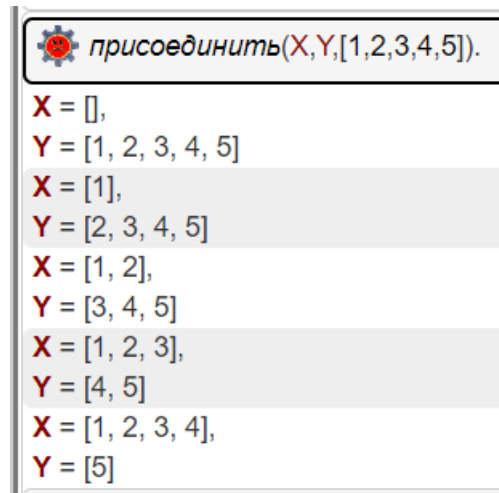 присоединить(X,Y,[1,2,3,4,5]).
X = [],
Y = [1, 2, 3, 4, 5]
X = [1],
Y = [2, 3, 4, 5]
X = [1, 2],
Y = [3, 4, 5]
X = [1, 2, 3],
Y = [4, 5]
X = [1, 2, 3, 4],
Y = [5]